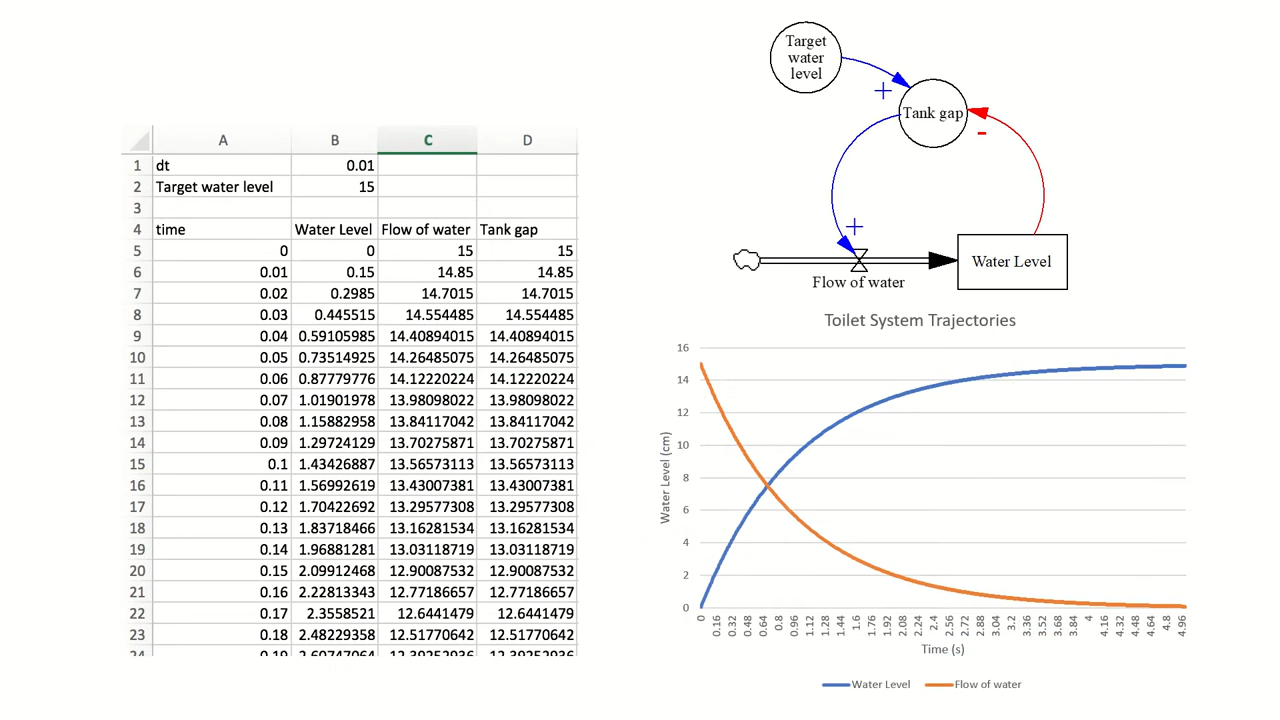 A B C D
1 dt 0.01
2 Target water level 15
3
4 time Water Level Flow of water Tank gap
5 0 0 15 15
6 0.01 0.15 14.85 14.85
7 0.02 0.2985 14.7015 14.7015
8 0.03 0.445515 14.554485 14.554485
9 0.04 0.59105985 14.40894015 14.40894015
10 0.05 0.73514925 14.26485075 14.26485075
11 0.06 0.87779776 14.12220224 14.12220224
12 0.07 1.01901978 13.98098022 13.98098022
13 0.08 1.15882958 13.84117042 13.84117042
14 0.09 1.29724129 13.70275871 13.70275871
15 0.1 1.43426887 13.56573113 13.56573113
16 0.11 1.56992619 13.43007381 13.43007381
17 0.12 1.70422692 13.29577308 13.29577308
18 0.13 1.83718466 13.16281534 13.16281534
19 0.14 1.96881281 13.03118719 13.03118719
20 0.15 2.09912468 12.90087532 12.90087532
21 0.16 2.22813343 12.77186657 12.77186657
22 0.17 2.3558521 12.6441479 12.6441479
23 0.18 2.48229358 12.51770642 12.51770642
24 0.19 2.60747064 12.39252936 12.39252936
Target
water
level
+
Tank gap
-
+
Water Level
Flow of water
Toilet System Trajectories
16
14
12
10
8
6
4
2
0
Water Level (cm)
0 0.16 0.32 0.48 0.64 0.8 0.96 1.12 1.28 1.44 1.6 1.76 1.92 2.08 2.24 2.4 2.56 2.72 2.88 3.04 3.2 3.36 3.52 3.68 3.84 4 4.16 4.32 4.48 4.64 4.8 4.96
Time (s)
Water Level Flow of water